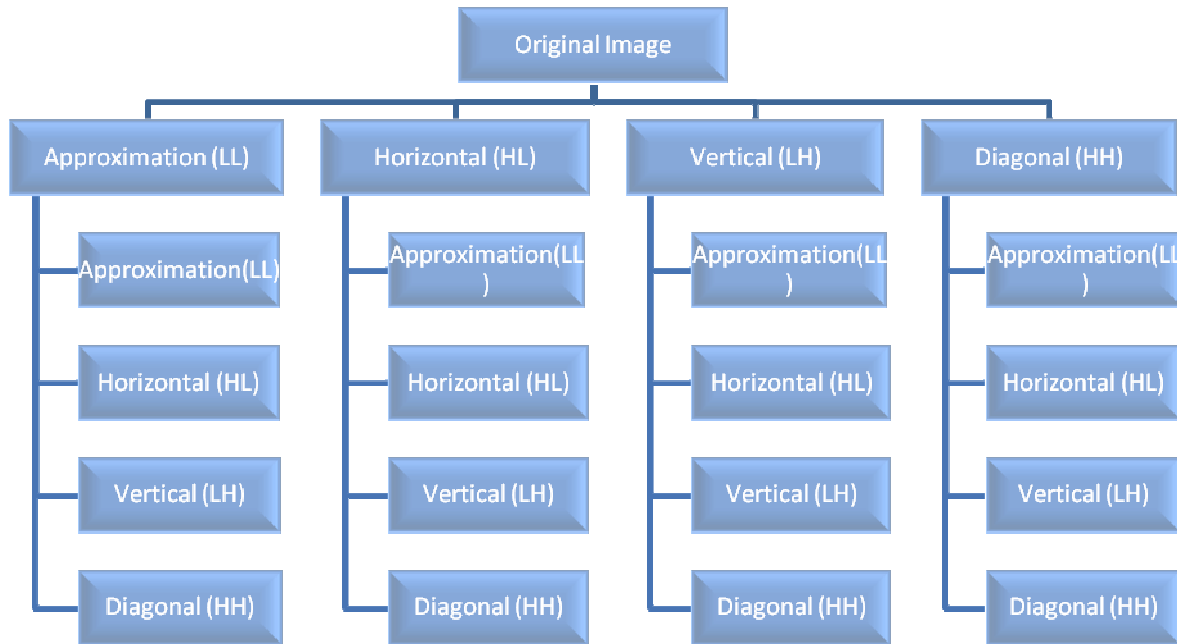 Original Image
Approximation (LL)
Horizontal (HL)
Vertical (LH)
Diagonal (HH)
Approximation(LL)
Approximation(LL
)
Approximation(LL
)
Approximation(LL
)
Horizontal (HL)
Horizontal (HL)
Horizontal (HL)
Horizontal (HL)
Vertical (LH)
Vertical (LH)
Vertical (LH)
Vertical (LH)
Diagonal (HH)
Diagonal (HH)
Diagonal (HH)
Diagonal (HH)